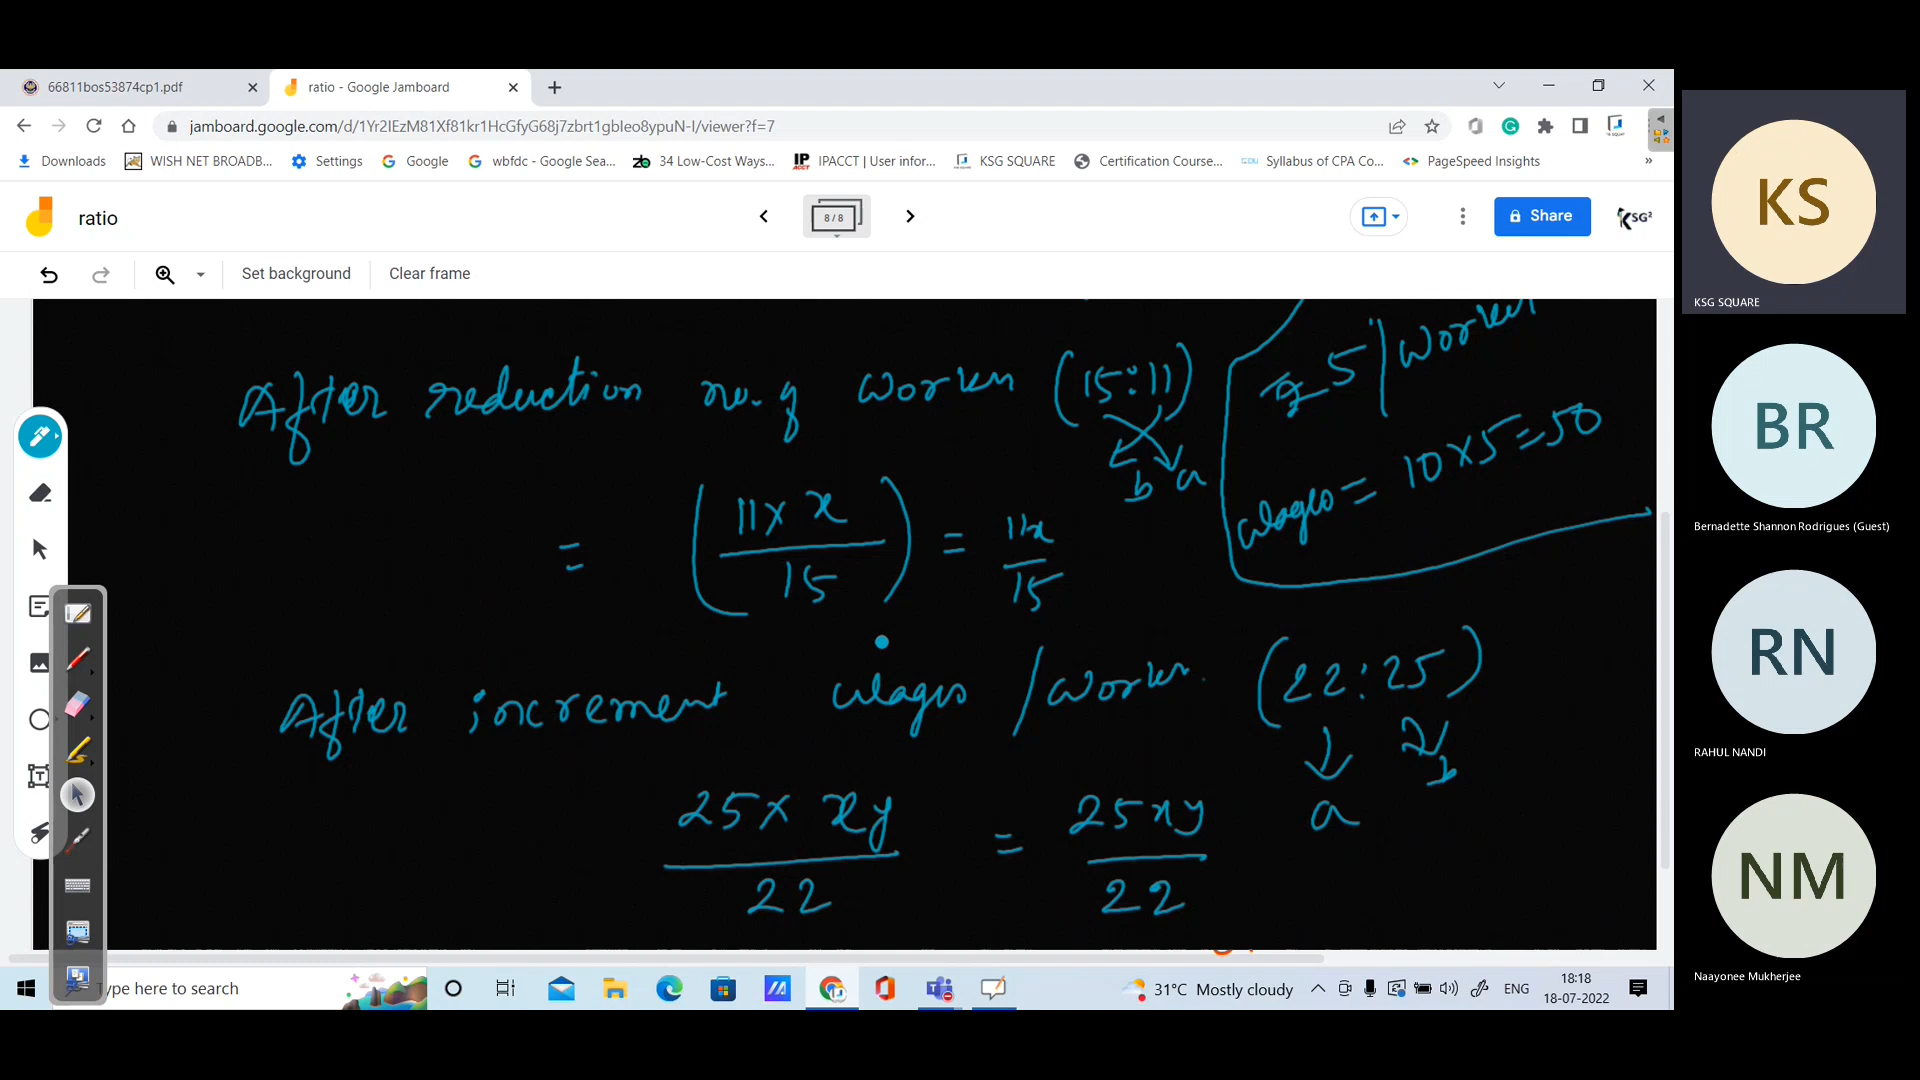 66811bos53874cp1.pdf
ratio - Google Jamboard
jamboard.google.com/d/1Yr2IEzM81Xf81kr1HcGfyG68j7zbrt1gbIeo8ypuN-I/viewer?f=7
Downloads
WISH NET BROADB...
Settings
Google
wbfdc - Google Sea...
34 Low-Cost Ways...
IPACCT | User infor...
KSG SQUARE
Certification Course...
Syllabus of CPA Co...
PageSpeed Insights
»
ratio
8 / 8
Share
KSG²
Set background
Clear frame
After reduction no. of workers (15:11)
b a
5 / worker
wages = 10×5=50
= (11× x / 15) = 11x / 15
After increment wages / worker. (22:25)
a b
25× xy / 22 = 25xy / 22
Type here to search
31°C Mostly cloudy
ENG
18:18
18-07-2022
KS
KSG SQUARE
BR
Bernadette Shannon Rodrigues (Guest)
RN
RAHUL NANDI
NM
Naayonee Mukherjee